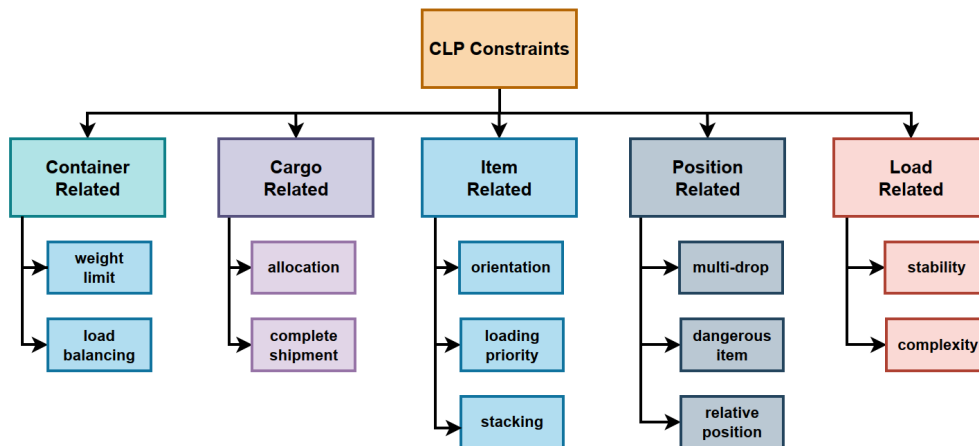 CLP Constraints
Container
Related
Cargo
Related
Item
Related
Position
Related
Load
Related
weight
limit
load
balancing
allocation
complete
shipment
orientation
loading
priority
stacking
multi-drop
dangerous
item
relative
position
stability
complexity